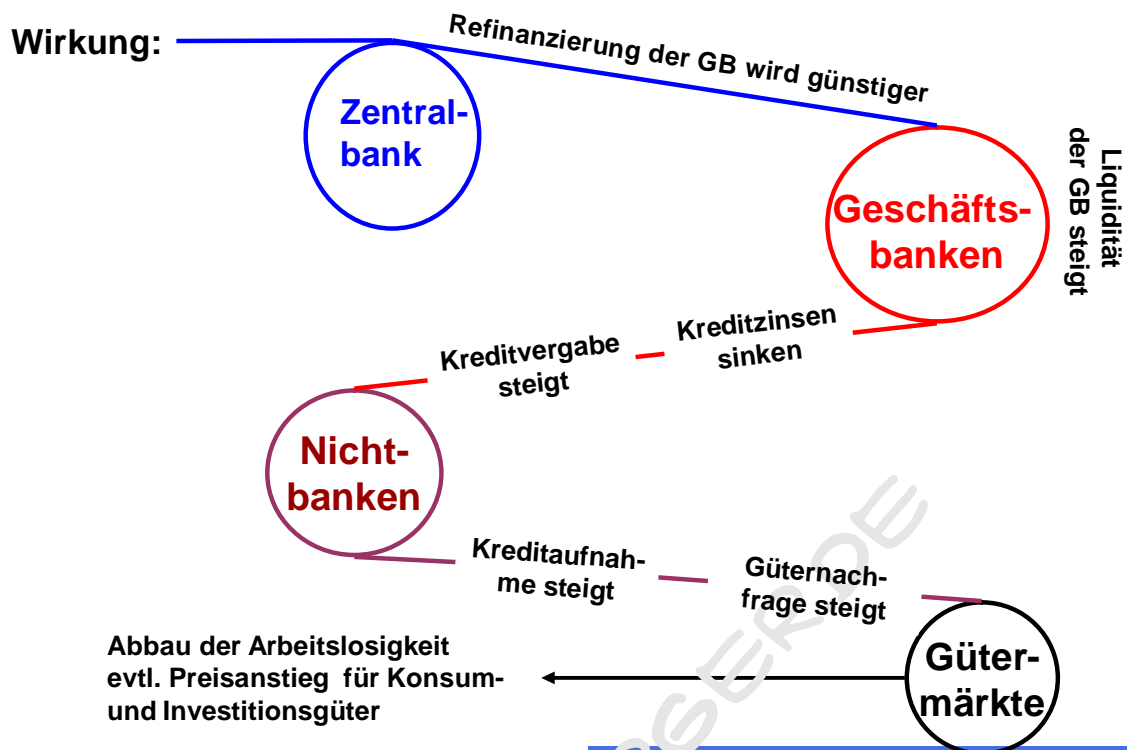 Wirkung:
Refinanzierung der GB wird günstiger
Zentral-
bank
Geschäfts-
banken
Liquidität
der GB steigt
Kreditzinsen
sinken
Kreditvergabe
steigt
Nicht-
banken
Kreditaufnah-
me steigt
Güternach-
frage steigt
Güter-
märkte
Abbau der Arbeitslosigkeit
evtl. Preisanstieg für Konsum-
und Investitionsgüter
GERDE